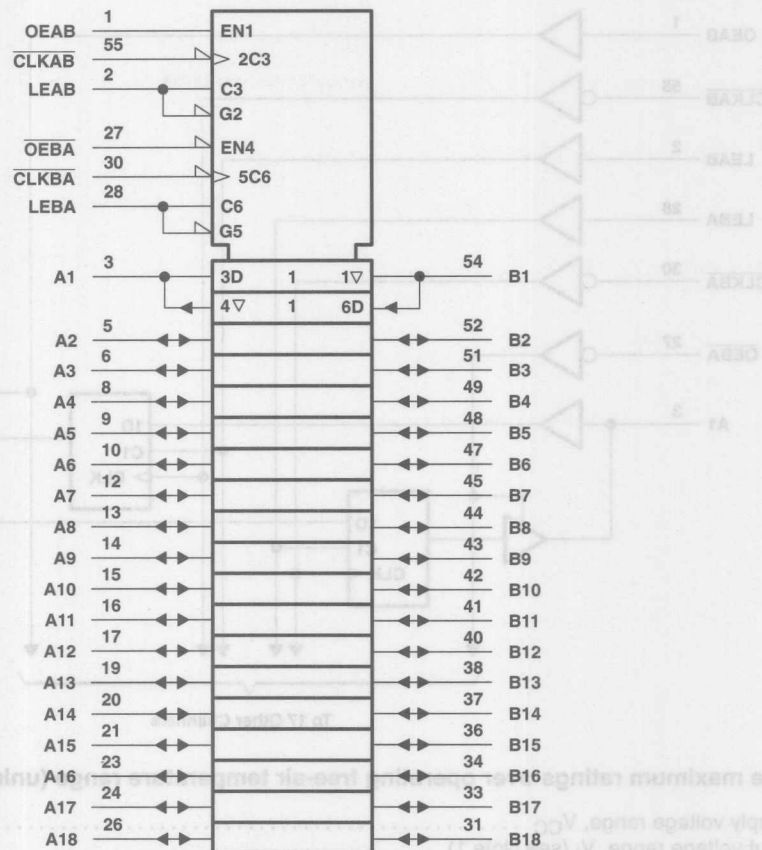 OEAB 1 EN1
CLKAB 55 2C3
LEAB 2 C3
G2
OEBA 27 EN4
CLKBA 30 5C6
LEBA 28 C6
G5
A1 3 3D 1 1▽ 54 B1
4▽ 1 6D
A2 5 52 B2
A3 6 51 B3
A4 8 49 B4
A5 9 48 B5
A6 10 47 B6
A7 12 45 B7
A8 13 44 B8
A9 14 43 B9
A10 15 42 B10
A11 16 41 B11
A12 17 40 B12
A13 19 38 B13
A14 20 37 B14
A15 21 36 B15
A16 23 34 B16
A17 24 33 B17
A18 26 31 B18